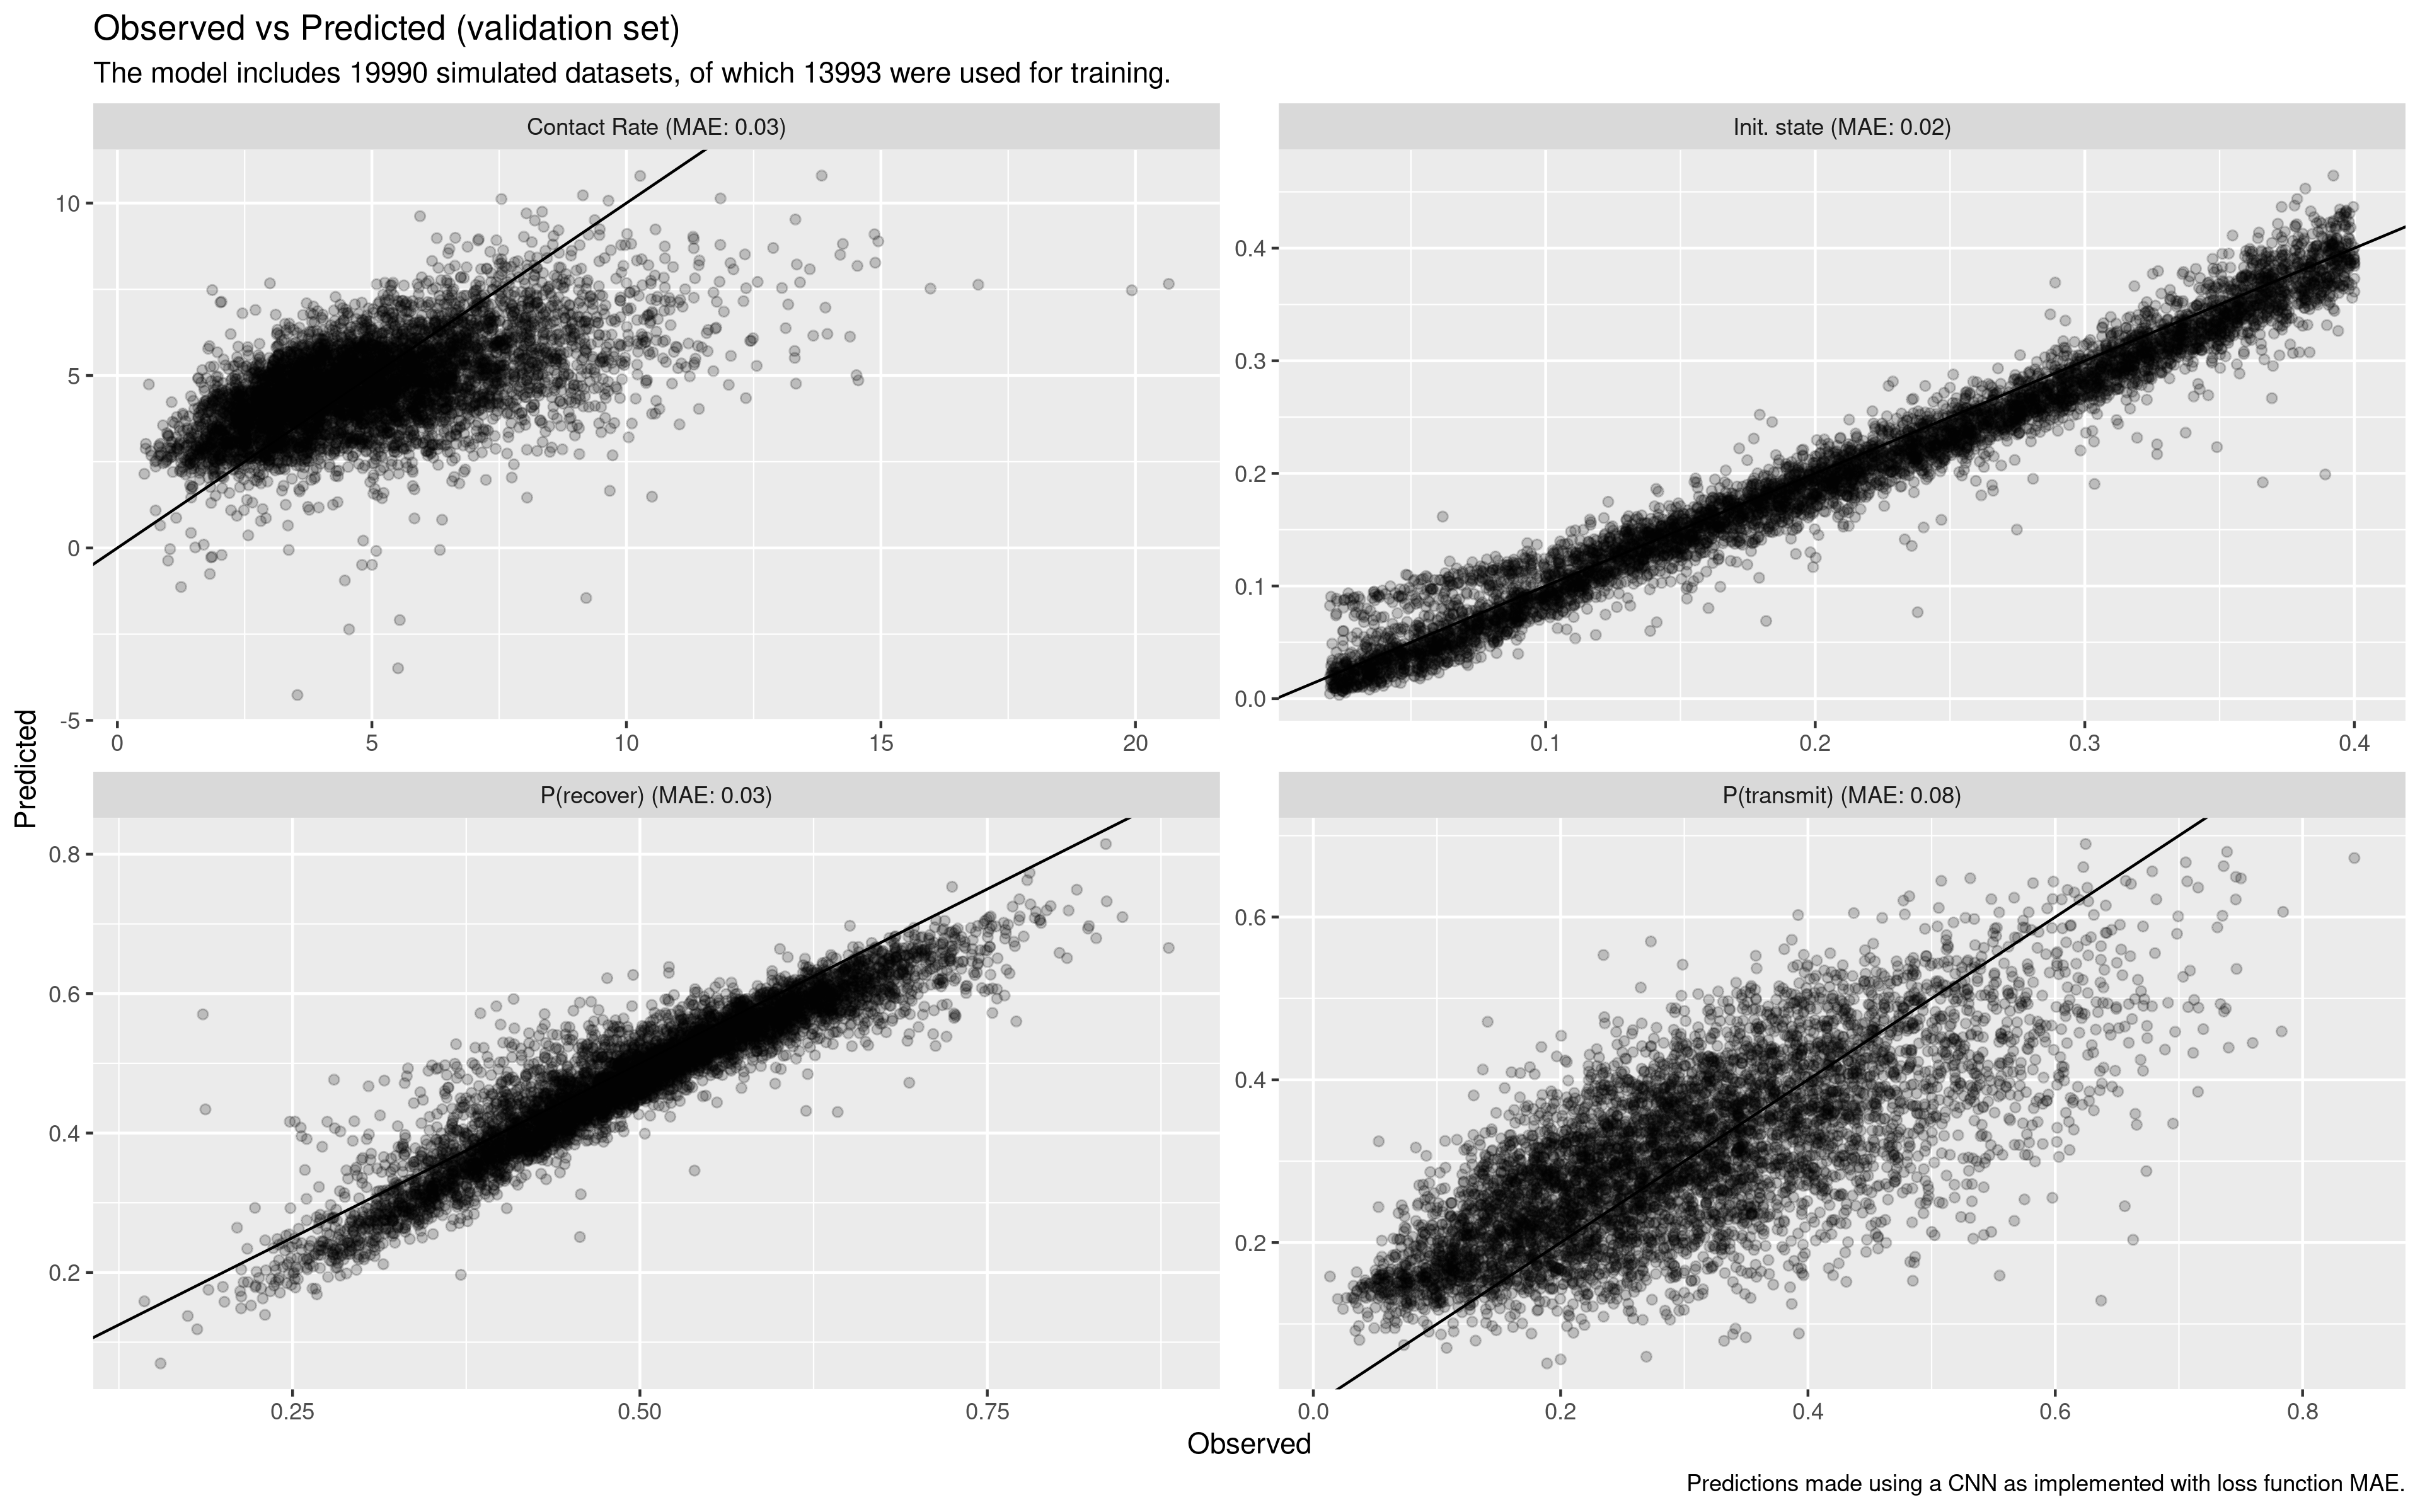 Observed vs Predicted (validation set)
The model includes 19990 simulated datasets, of which 13993 were used for training.
Contact Rate (MAE: 0.03)
10
5
0
-5
0 5 10 15 20
Init. state (MAE: 0.02)
0.4
0.3
0.2
0.1
0.0
0.1 0.2 0.3 0.4
Predicted
P(recover) (MAE: 0.03)
0.8
0.6
0.4
0.2
0.25 0.50 0.75
P(transmit) (MAE: 0.08)
0.6
0.4
0.2
0.0 0.2 0.4 0.6 0.8
Observed
Predictions made using a CNN as implemented with loss function MAE.